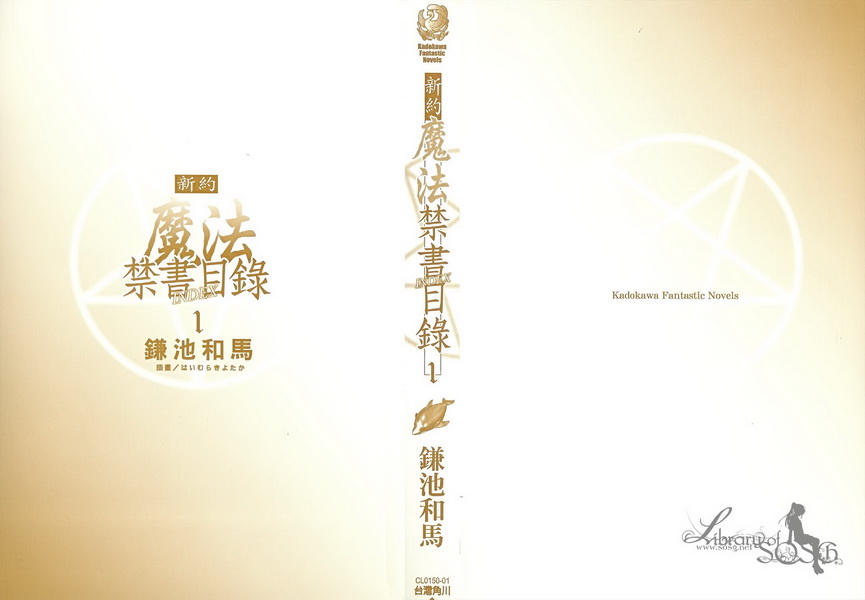 新約
魔法
禁書目錄
INDEX
1
鎌池和馬
插畫／はいむらきよたか
Kadokawa
Fantastic
Novels
新約
魔法禁書目錄
INDEX
1
鎌池和馬
CL0150-01
台灣角川
Kadokawa Fantastic Novels
Library of
www.sosg.net
SOSG